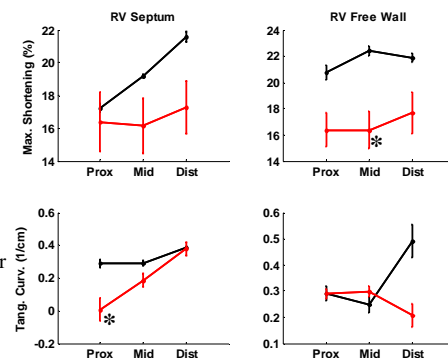 RV Septum
RV Free Wall
Max. Shortening (%)
22
20
18
16
14
Prox Mid Dist
24
22
20
18
16
14
*
Prox Mid Dist
r
Tang. Curv. (1/cm)
0.6
0.4
0.2
0
-0.2
*
Prox Mid Dist
0.6
0.5
0.4
0.3
0.2
0.1
Prox Mid Dist